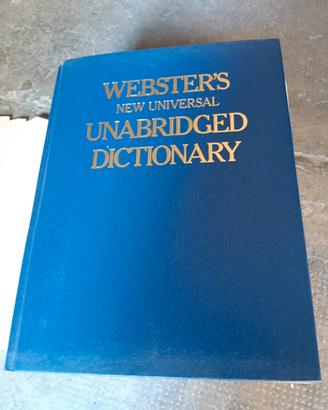 WEBSTER'S
NEW UNIVERSAL
UNABRIDGED
DICTIONARY